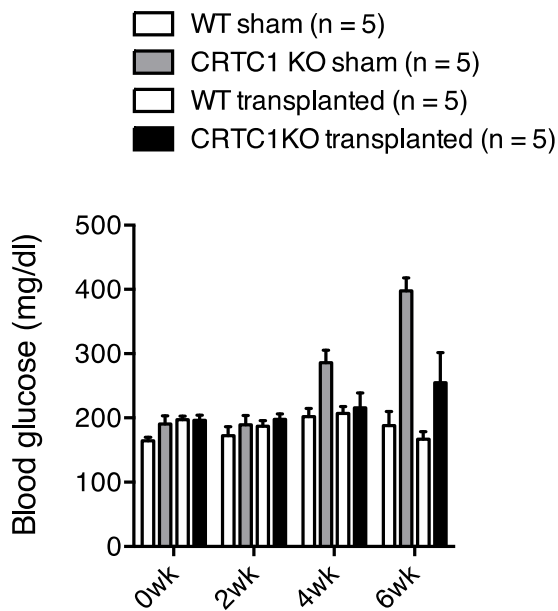 WT sham (n = 5)
CRTC1 KO sham (n = 5)
WT transplanted (n = 5)
CRTC1KO transplanted (n = 5)
Blood glucose (mg/dl)
500
400
300
200
100
0
0wk
2wk
4wk
6wk